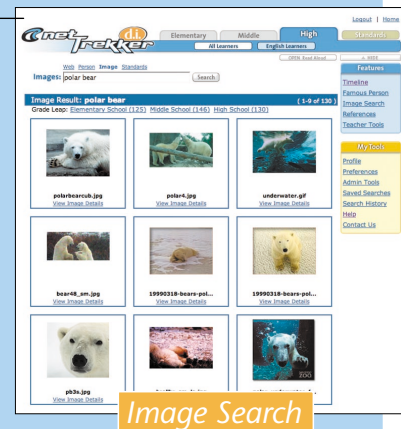 Logout | Home
net Trekker d.i.
Elementary Middle High Standards
All Learners English Learners
OPEN Read Aloud
HIDE
Web Person Image Standards
Images: polar bear Search
Features
Timeline
Famous Person
Image Search
References
Teacher Tools
Image Result: polar bear ( 1-9 of 130 )
Grade Leap: Elementary School (125) Middle School (146) High School (130)
My Tools
Profile
Preferences
Admin Tools
Saved Searches
Search History
Help
Contact Us
polarbearcub.jpg polar4.jpg underwater.gif
View Image Details View Image Details View Image Details
bear48_sm.jpg 19990318-bears-pol... 19990318-bears-pol...
View Image Details View Image Details View Image Details
ZOO
pb3s.jpg
View Image Details
Image Search